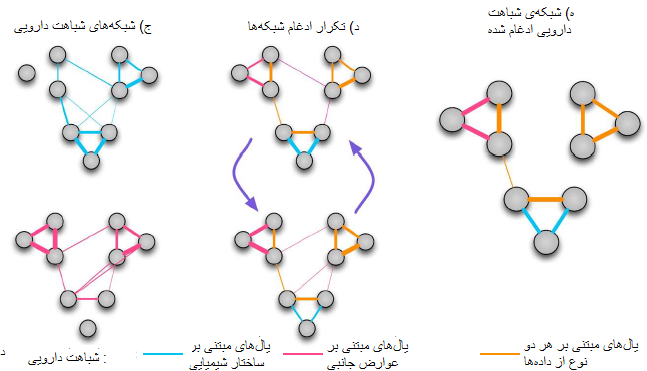 ه) شبکه‌ی شباهت
دارویی ادغام شده
د) تکرار ادغام شبکه‌ها
ج) شبکه‌های شباهت دارویی
یال‌های مبتنی بر هر دو
نوع از داده‌ها
یال‌های مبتنی بر
عوارض جانبی
یال‌های مبتنی بر
ساختار شیمیایی
: شباهت دارویی
د